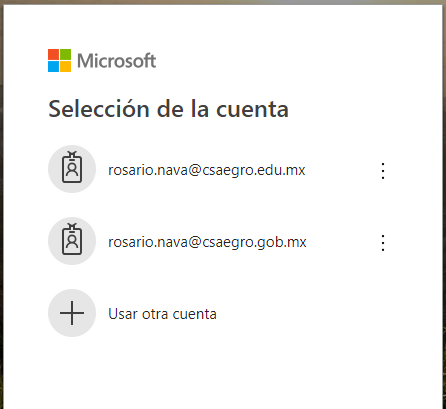 Microsoft
Selección de la cuenta
rosario.nava@csaegro.edu.mx
rosario.nava@csaegro.gob.mx
Usar otra cuenta